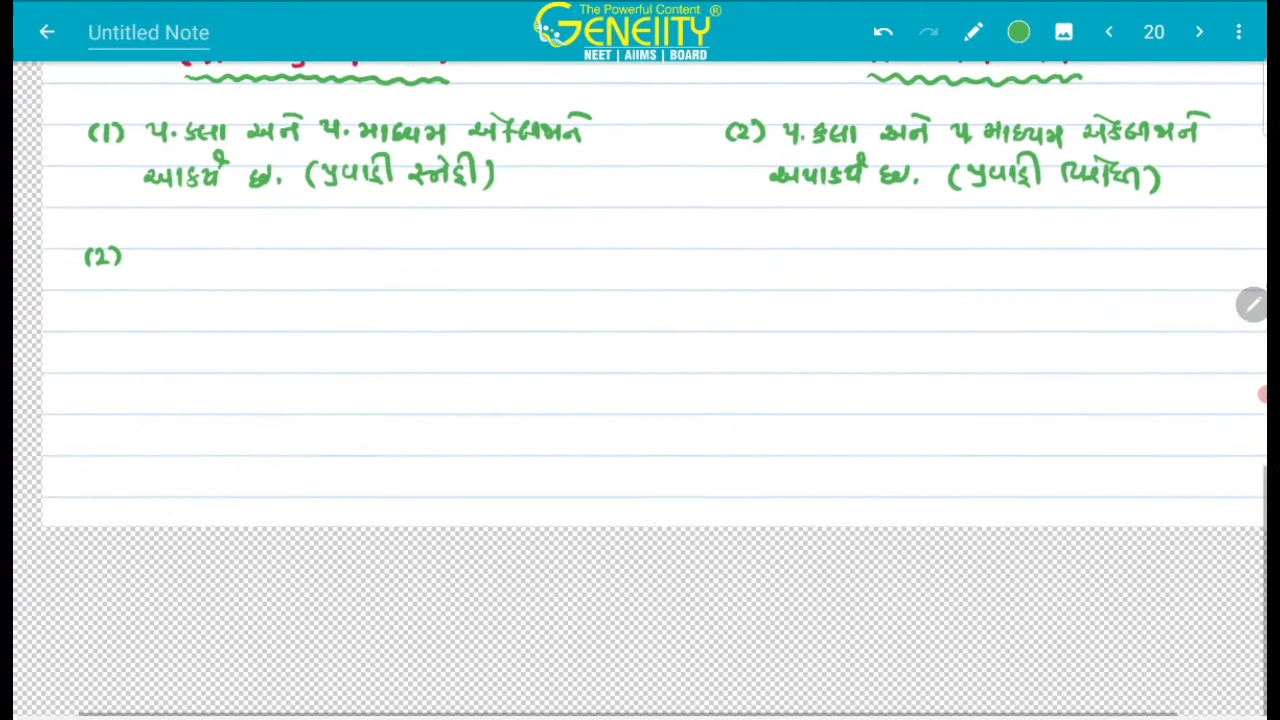 Untitled Note
The Powerful Content
GENEIITY ®
NEET | AIIMS | BOARD
20
(1) પ. કલા અને પ. માધ્યમ એકબીજાને
આકર્ષે છે. (પ્રવાહી સ્નેહી)
(2) પ. કલા અને પ. માધ્યમ એકબીજાને
અપાકર્ષે છે. (પ્રવાહી વિરોધિ)
(2)